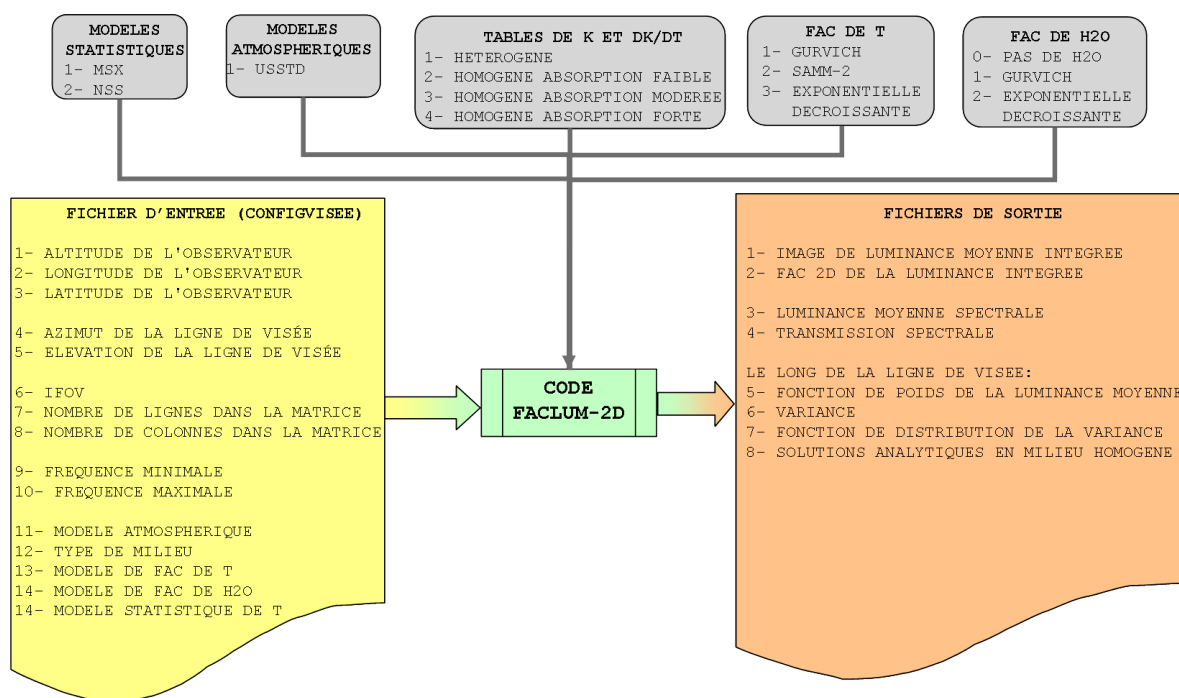 MODELES
STATISTIQUES
1- MSX
2- NSS
MODELES
ATMOSPHERIQUES
1- USSTD
TABLES DE K ET DK/DT
1- HETEROGENE
2- HOMOGENE ABSORPTION FAIBLE
3- HOMOGENE ABSORPTION MODEREE
4- HOMOGENE ABSORPTION FORTE
FAC DE T
1- GURVICH
2- SAMM-2
3- EXPONENTIELLE
DECROISSANTE
FAC DE H2O
0- PAS DE H2O
1- GURVICH
2- EXPONENTIELLE
DECROISSANTE
FICHIER D'ENTREE (CONFIGVISEE)
1- ALTITUDE DE L'OBSERVATEUR
2- LONGITUDE DE L'OBSERVATEUR
3- LATITUDE DE L'OBSERVATEUR
4- AZIMUT DE LA LIGNE DE VISÉE
5- ELEVATION DE LA LIGNE DE VISÉE
6- IFOV
7- NOMBRE DE LIGNES DANS LA MATRICE
8- NOMBRE DE COLONNES DANS LA MATRICE
9- FREQUENCE MINIMALE
10- FREQUENCE MAXIMALE
11- MODELE ATMOSPHERIQUE
12- TYPE DE MILIEU
13- MODELE DE FAC DE T
14- MODELE DE FAC DE H2O
14- MODELE STATISTIQUE DE T
CODE
FACLUM-2D
FICHIERS DE SORTIE
1- IMAGE DE LUMINANCE MOYENNE INTEGREE
2- FAC 2D DE LA LUMINANCE INTEGREE
3- LUMINANCE MOYENNE SPECTRALE
4- TRANSMISSION SPECTRALE
LE LONG DE LA LIGNE DE VISEE:
5- FONCTION DE POIDS DE LA LUMINANCE MOYENNE
6- VARIANCE
7- FONCTION DE DISTRIBUTION DE LA VARIANCE
8- SOLUTIONS ANALYTIQUES EN MILIEU HOMOGENE